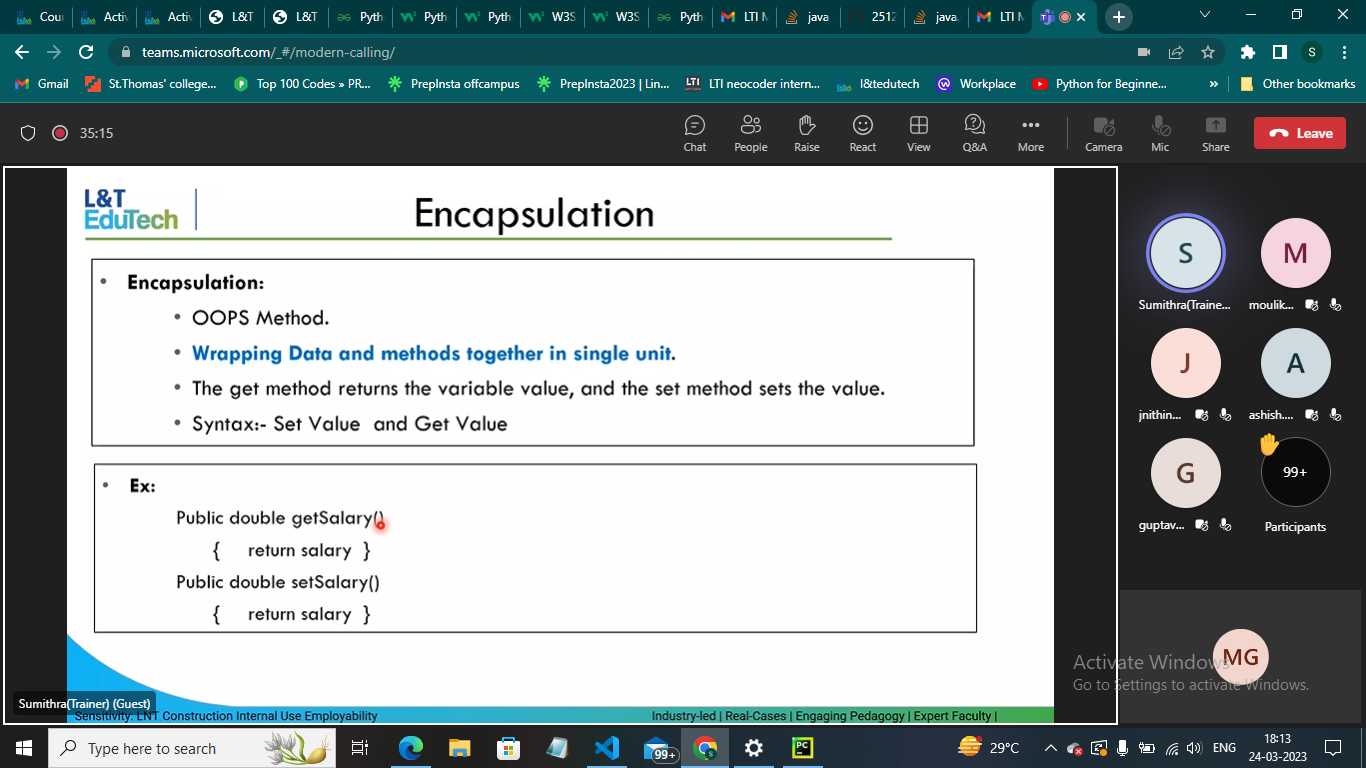 Cour
Activ
Activ
L&T
L&T
Pyth
Pyth
Pyth
W3S
W3S
Pyth
LTI M
java
2512
java.
LTI M
teams.microsoft.com/_#/modern-calling/
S
Gmail
St.Thomas' college...
Top 100 Codes » PR...
PrepInsta offcampus
PrepInsta2023 | Lin...
LTI neocoder intern...
l&tedutech
Workplace
Python for Beginne...
»
Other bookmarks
35:15
Chat
People
Raise
React
View
Q&A
More
Camera
Mic
Share
Leave
L&T
EduTech
Encapsulation
• Encapsulation:
• OOPS Method.
• Wrapping Data and methods together in single unit.
• The get method returns the variable value, and the set method sets the value.
• Syntax:- Set Value and Get Value
• Ex:
Public double getSalary()
{ return salary }
Public double setSalary()
{ return salary }
Sumithra(Trainer) (Guest)
Sensitivity: LNT Construction Internal Use Employability
Industry-led | Real-Cases | Engaging Pedagogy | Expert Faculty |
S
Sumithra(Traine...
M
moulik...
J
jnithin...
A
ashish....
G
guptav...
99+
Participants
MG
Activate Windows
Go to Settings to activate Windows.
Type here to search
99+
PC
29°C
ENG
18:13
24-03-2023